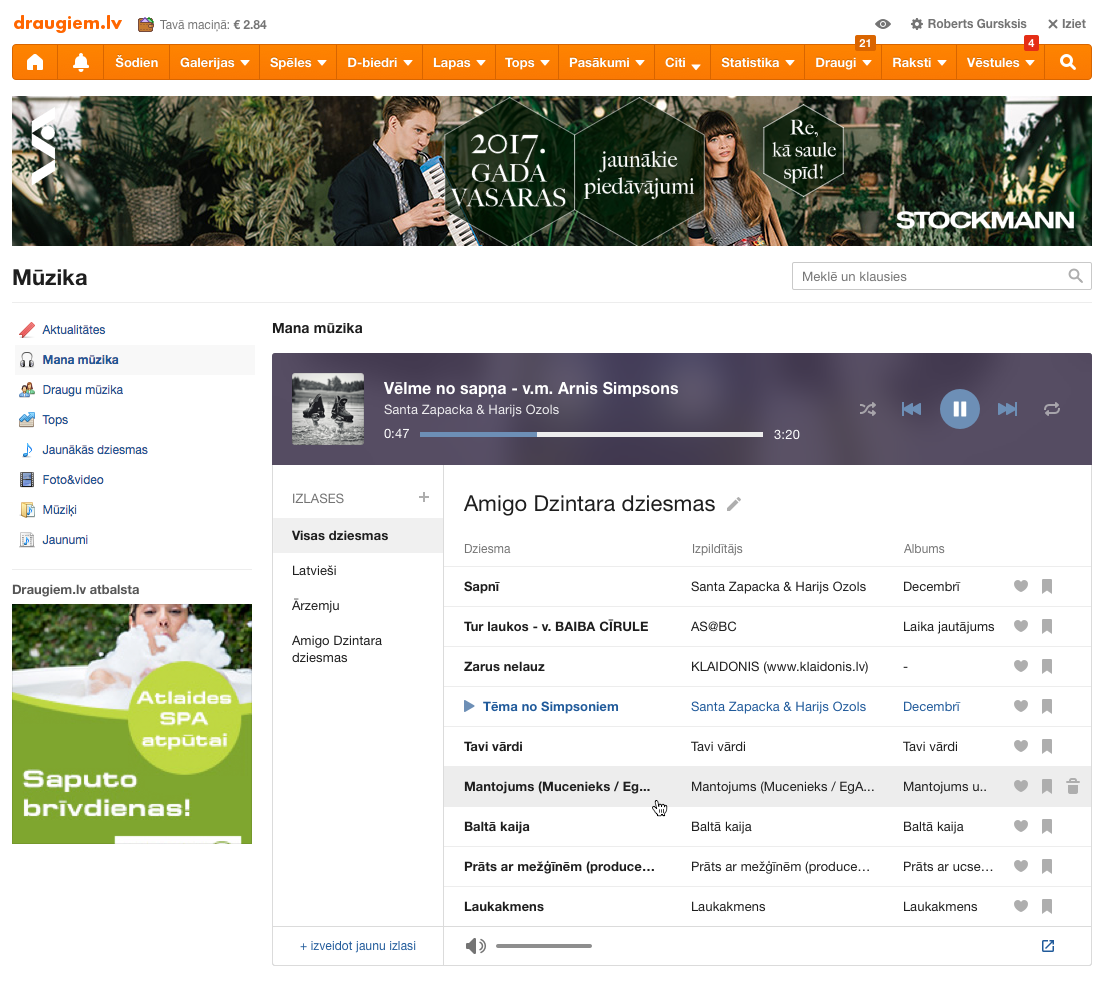 draugiem.lv Tavā maciņā: € 2.84 Roberts Gursksis Iziet
21 4
Šodien Galerijas Spēles D-biedri Lapas Tops Pasākumi Citi Statistika Draugi Raksti Vēstules
2017.
GADA
VASARAS
jaunākie
piedāvājumi
Re,
kā saule
spīd!
STOCKMANN
Mūzika
Meklē un klausies
Aktualitātes
Mana mūzika
Draugu mūzika
Tops
Jaunākās dziesmas
Foto&video
Mūziķi
Jaunumi
Draugiem.lv atbalsta
Atlaides
SPA
atpūtai
Saputo
brīvdienas!
Mana mūzika
Vēlme no sapņa - v.m. Arnis Simpsons
Santa Zapacka & Harijs Ozols
0:47 3:20
IZLASES +
Visas dziesmas
Latvieši
Ārzemju
Amigo Dzintara
dziesmas
+ izveidot jaunu izlasi
Amigo Dzintara dziesmas
Dziesma Izpildītājs Albums
Sapnī Santa Zapacka & Harijs Ozols Decembrī
Tur laukos - v. BAIBA CĪRULE AS@BC Laika jautājums
Zarus nelauz KLAIDONIS (www.klaidonis.lv) -
Tēma no Simpsoniem Santa Zapacka & Harijs Ozols Decembrī
Tavi vārdi Tavi vārdi Tavi vārdi
Mantojums (Mucenieks / Eg... Mantojums (Mucenieks / EgA... Mantojums u..
Baltā kaija Baltā kaija Baltā kaija
Prāts ar mežģīnēm (produce... Prāts ar mežģīnēm (produce... Prāts ar ucse...
Laukakmens Laukakmens Laukakmens